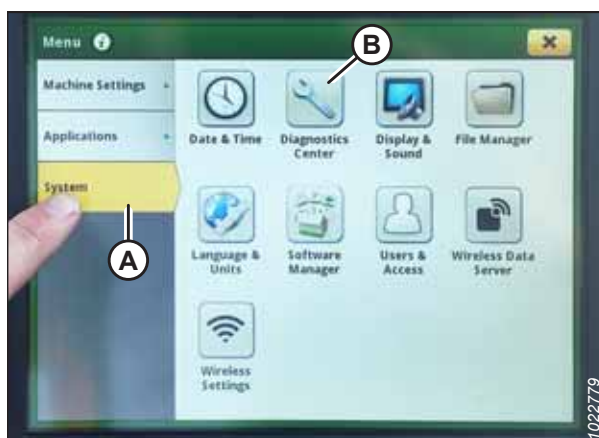 Menu i
B
Machine Settings
Applications
System
A
Date & Time
Diagnostics
Center
Display &
Sound
File Manager
Language &
Units
Software
Manager
Users &
Access
Wireless Data
Server
Wireless
Settings
1022779